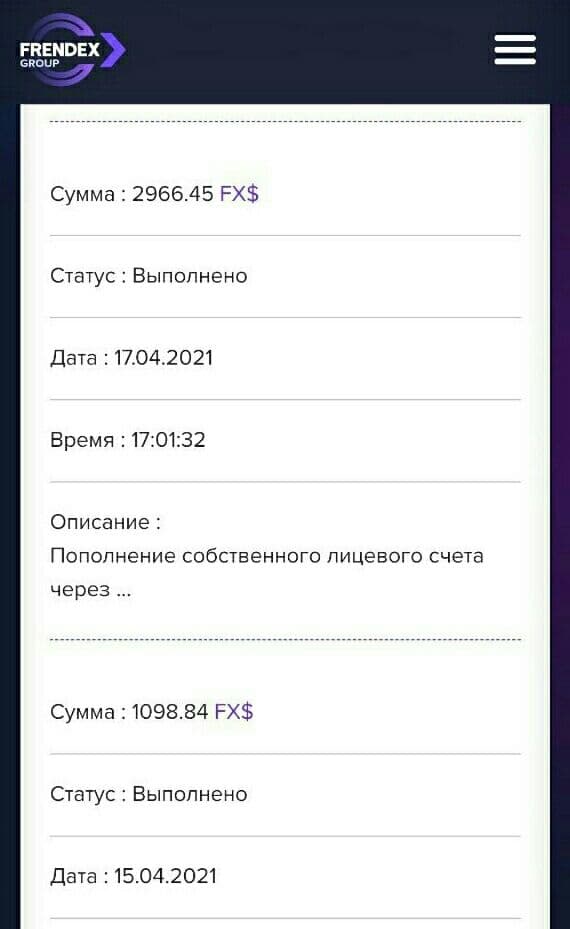 FRENDEX
GROUP
Сумма : 2966.45 FX$
Статус : Выполнено
Дата : 17.04.2021
Время : 17:01:32
Описание :
Пополнение собственного лицевого счета
через ...
Сумма : 1098.84 FX$
Статус : Выполнено
Дата : 15.04.2021